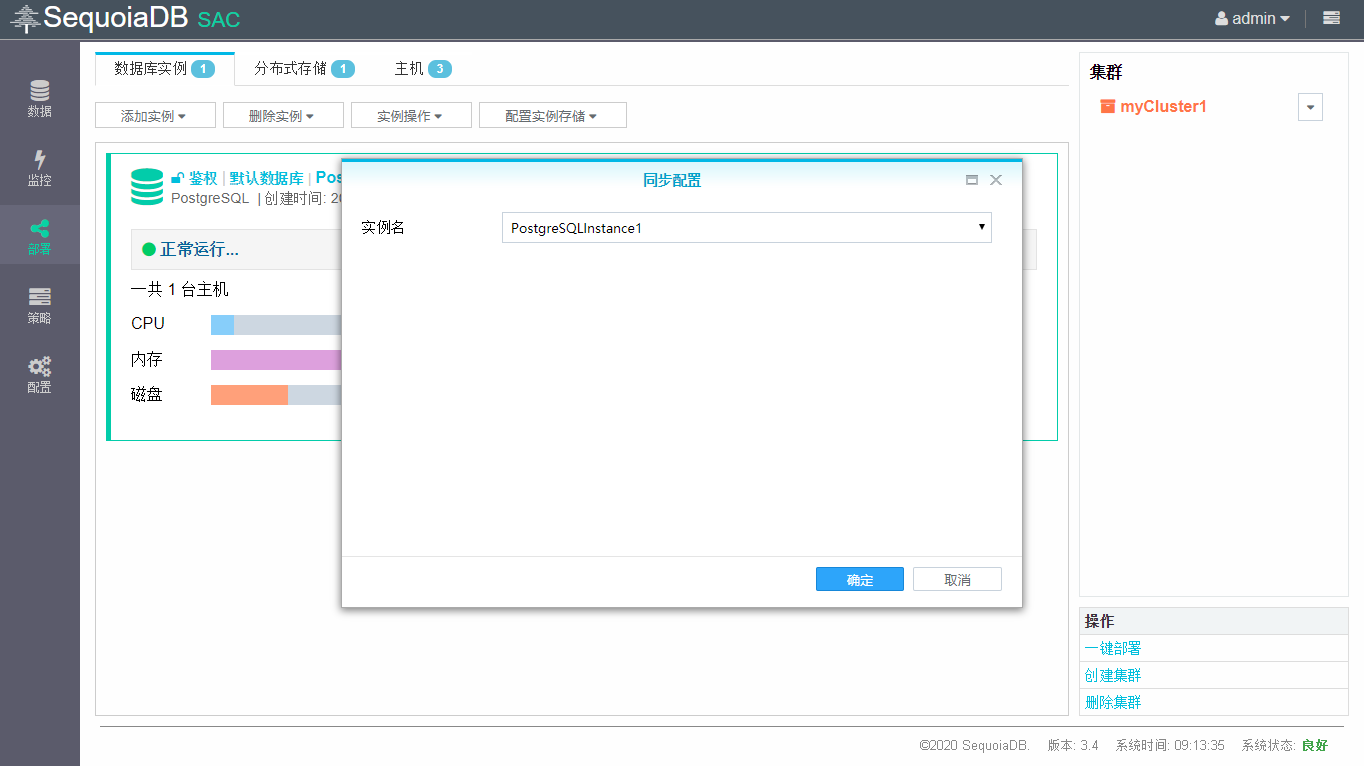 SequoiaDB SAC
admin
数据
监控
部署
策略
配置
数据库实例 1
分布式存储 1
主机 3
添加实例
删除实例
实例操作
配置实例存储
鉴权 | 默认数据库 | Pos
PostgreSQL | 创建时间: 20
正常运行...
一共 1 台主机
CPU
内存
磁盘
同步配置
实例名
PostgreSQLInstance1
确定
取消
集群
myCluster1
操作
一键部署
创建集群
删除集群
©2020 SequoiaDB. 版本: 3.4 系统时间: 09:13:35 系统状态: 良好